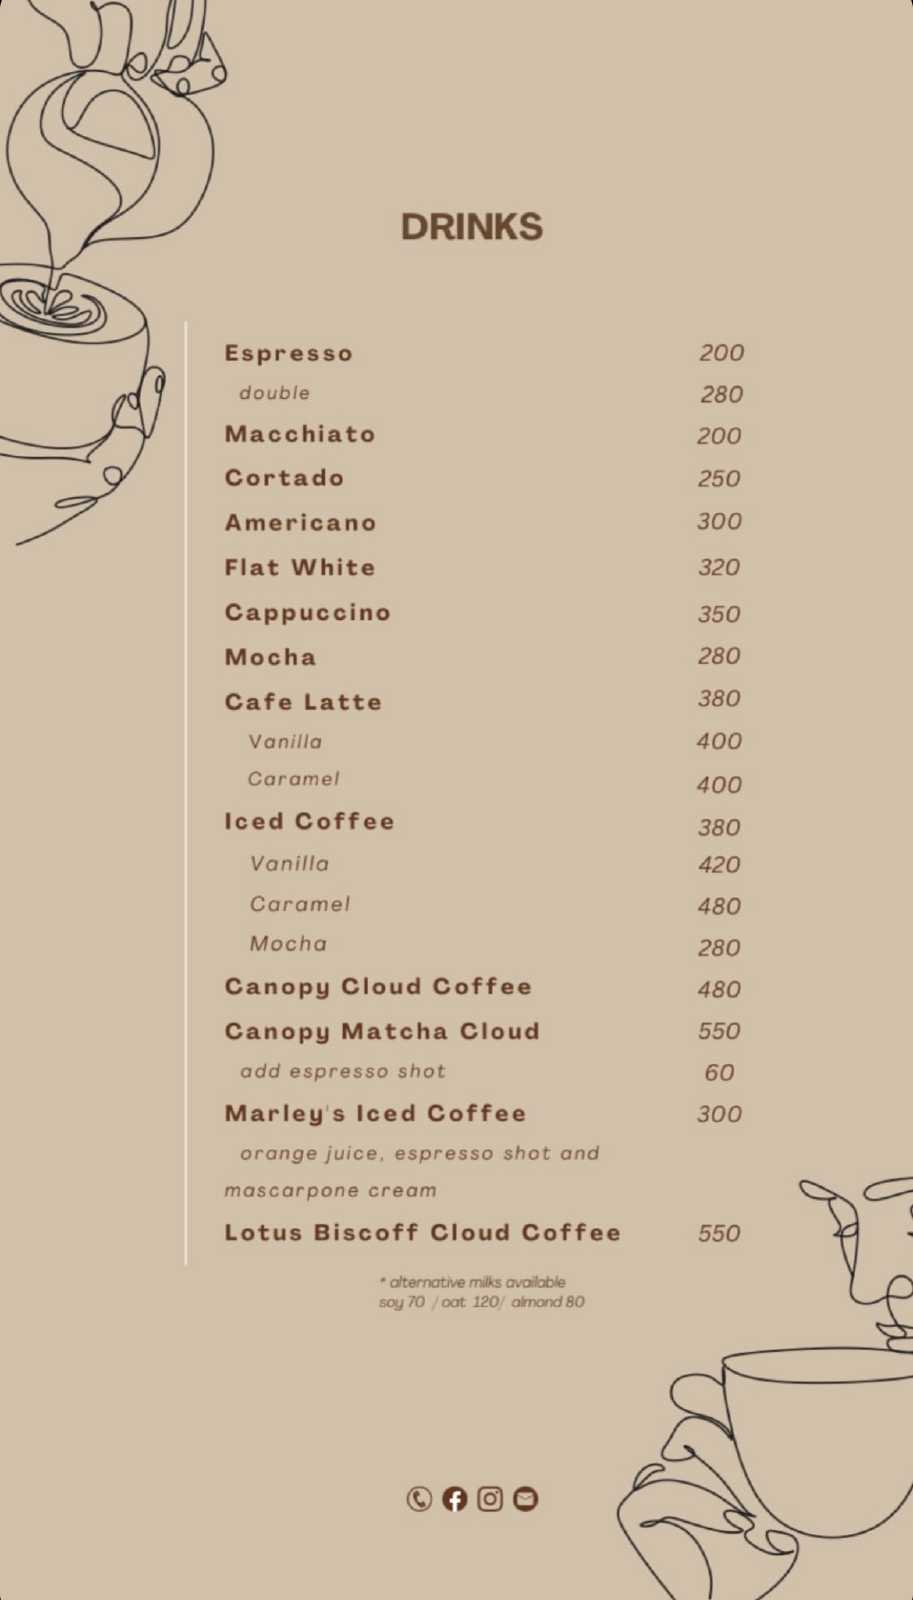 DRINKS
Espresso 200
double 280
Macchiato 200
Cortado 250
Americano 300
Flat White 320
Cappuccino 350
Mocha 280
Cafe Latte 380
Vanilla 400
Caramel 400
Iced Coffee 380
Vanilla 420
Caramel 480
Mocha 280
Canopy Cloud Coffee 480
Canopy Matcha Cloud 550
add espresso shot 60
Marley's Iced Coffee 300
orange juice, espresso shot and
mascarpone cream
Lotus Biscoff Cloud Coffee 550
* alternative milks available
soy 70 / oat 120/ almond 80